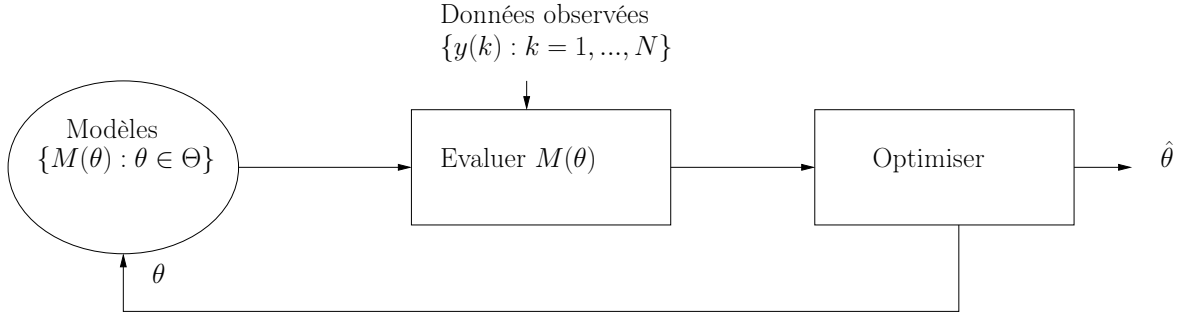 Données observées
{y(k) : k = 1, ..., N}
Modèles
{M(θ) : θ ∈ Θ}
Evaluer M(θ)
Optimiser
θ̂
θ